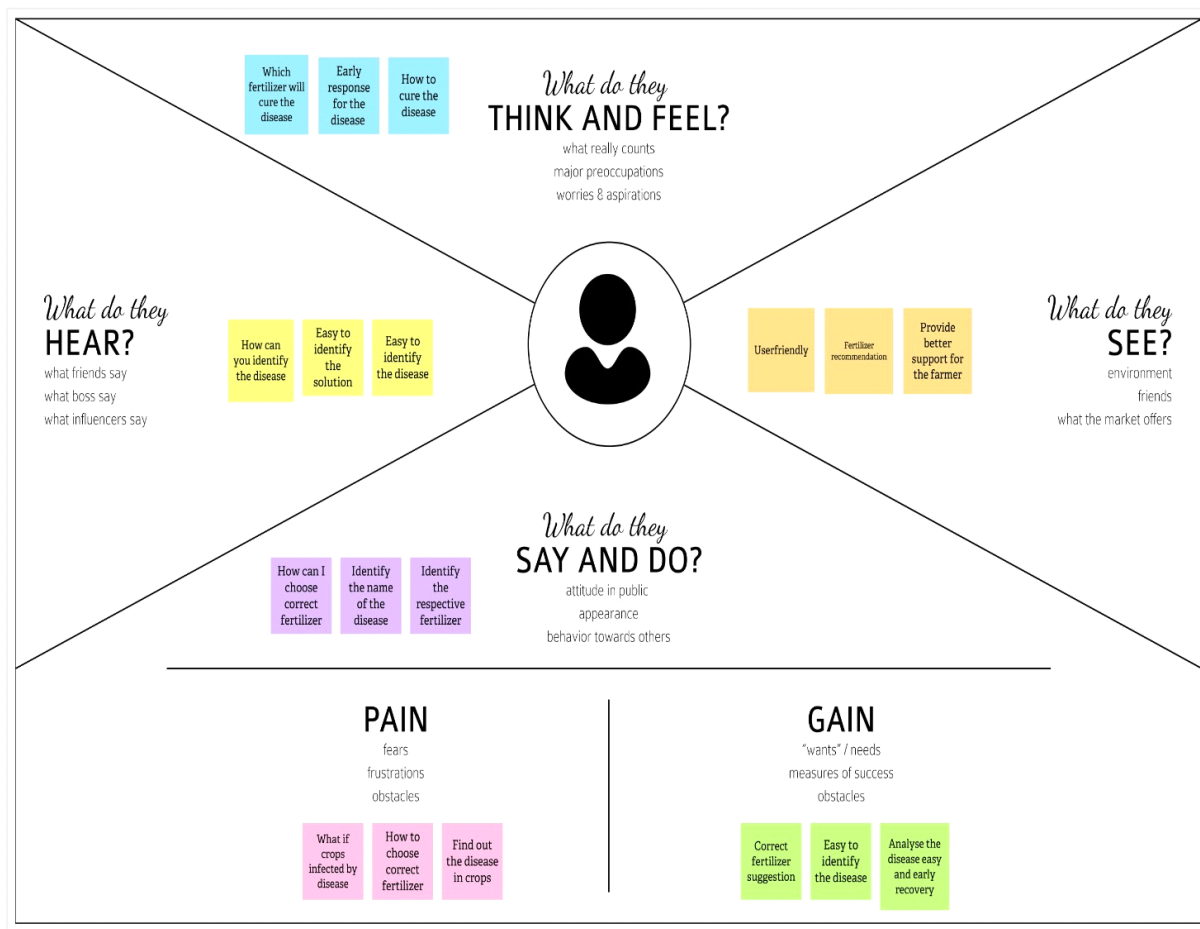 What do they
THINK AND FEEL?
what really counts
major preoccupations
worries & aspirations
Which
fertilizer will
cure the
disease
Early
response
for the
disease
How to
cure the
disease
What do they
HEAR?
what friends say
what boss say
what influencers say
How can
you identify
the disease
Easy to
identify
the
solution
Easy to
identify
the disease
Userfriendly
Fertilizer
recommendation
Provide
better
support for
the farmer
What do they
SEE?
environment
friends
what the market offers
What do they
SAY AND DO?
attitude in public
appearance
behavior towards others
How can I
choose
correct
fertilizer
Identify
the name
of the
disease
Identify
the
respective
fertilizer
PAIN
fears
frustrations
obstacles
What if
crops
infected by
disease
How to
choose
correct
fertilizer
Find out
the disease
in crops
GAIN
“wants” / needs
measures of success
obstacles
Correct
fertilizer
suggestion
Easy to
identify
the disease
Analyse the
disease easy
and early
recovery